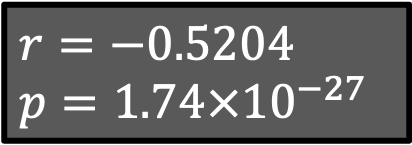 r = −0.5204
p = 1.74×10⁻²⁷